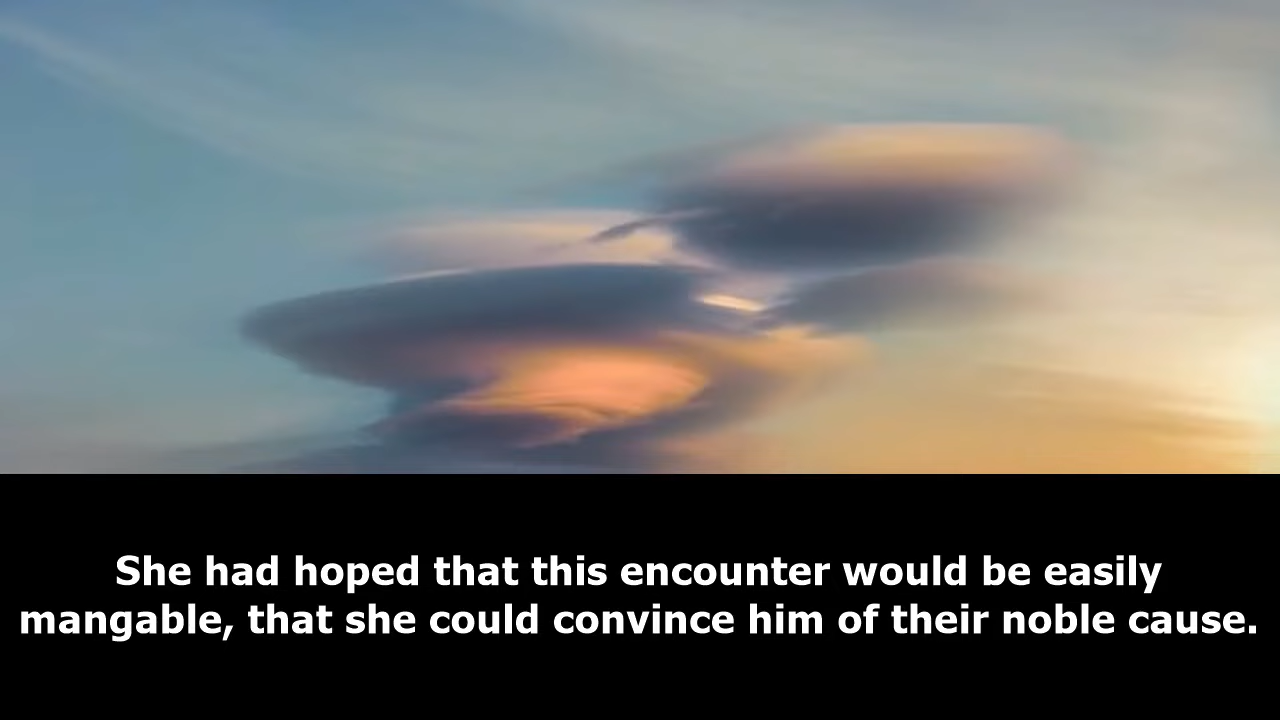 She had hoped that this encounter would be easily
mangable, that she could convince him of their noble cause.